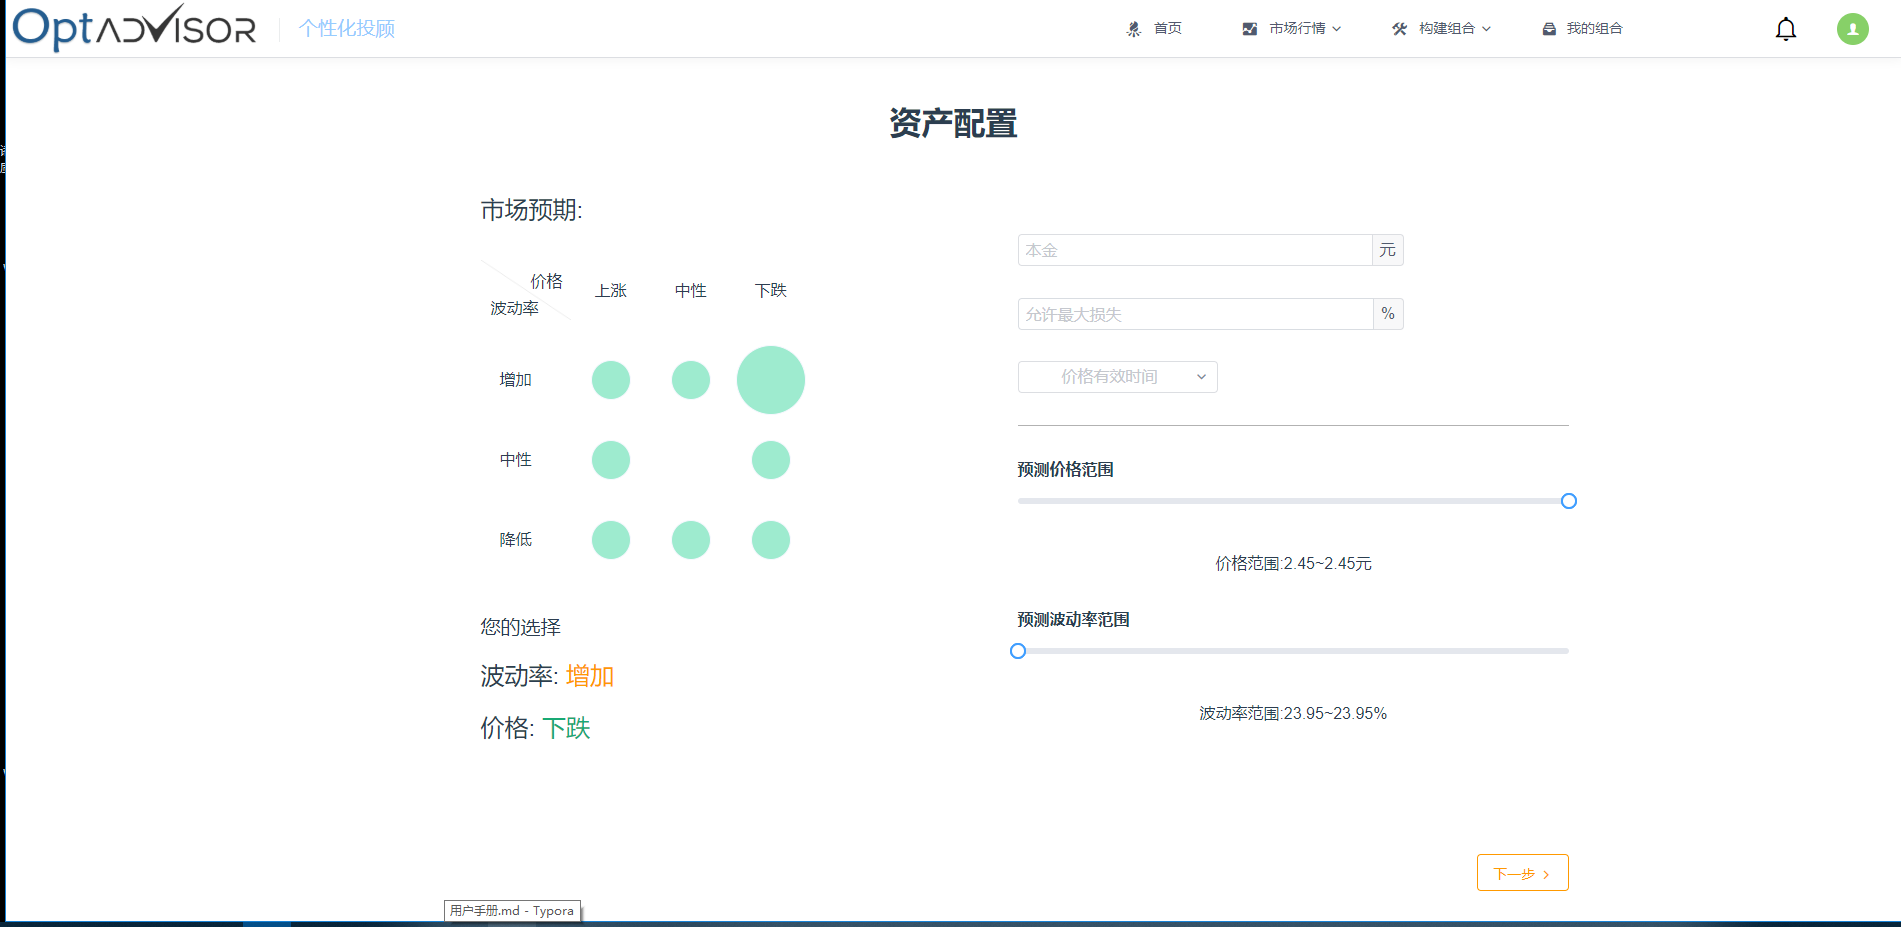 OptADVISOR 个性化投顾 首页 市场行情 构建组合 我的组合
资产配置
市场预期:
价格
波动率
上涨 中性 下跌
增加
中性
降低
您的选择
波动率: 增加
价格: 下跌
本金 元
允许最大损失 %
价格有效时间
预测价格范围
价格范围:2.45~2.45元
预测波动率范围
波动率范围:23.95~23.95%
下一步
用户手册.md - Typora